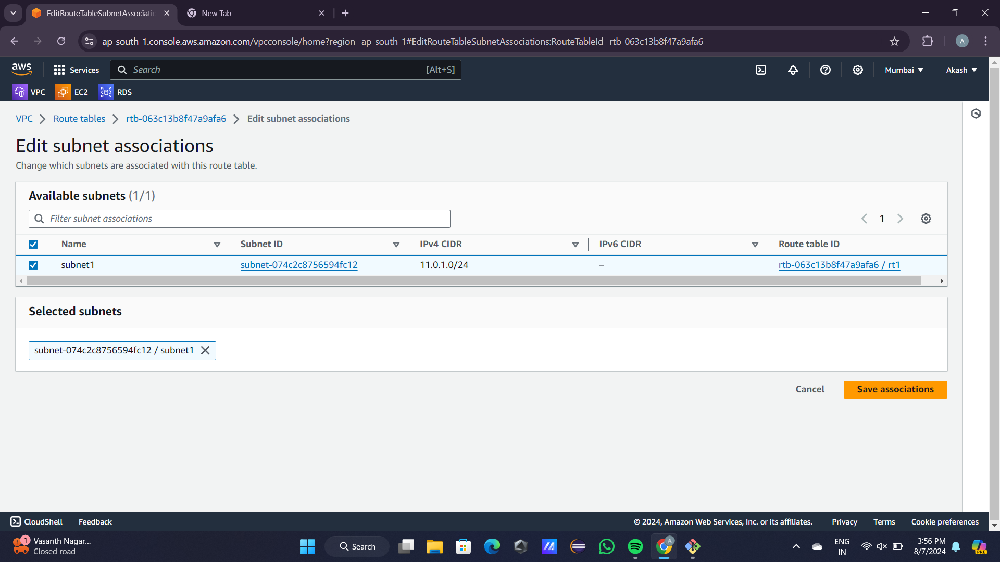 EditRouteTableSubnetAssociatio
New Tab
ap-south-1.console.aws.amazon.com/vpcconsole/home?region=ap-south-1#EditRouteTableSubnetAssociations:RouteTableId=rtb-063c13b8f47a9afa6
A
aws
Services
Search
[Alt+S]
Mumbai
Akash
VPC
EC2
RDS
VPC
Route tables
rtb-063c13b8f47a9afa6
Edit subnet associations
Edit subnet associations
Change which subnets are associated with this route table.
Available subnets (1/1)
Filter subnet associations
1
Name
Subnet ID
IPv4 CIDR
IPv6 CIDR
Route table ID
subnet1
subnet-074c2c8756594fc12
11.0.1.0/24
–
rtb-063c13b8f47a9afa6 / rt1
Selected subnets
subnet-074c2c8756594fc12 / subnet1
Cancel
Save associations
CloudShell
Feedback
© 2024, Amazon Web Services, Inc. or its affiliates.
Privacy
Terms
Cookie preferences
1
Vasanth Nagar...
Closed road
Search
A
ENG
IN
3:56 PM
8/7/2024
PRE